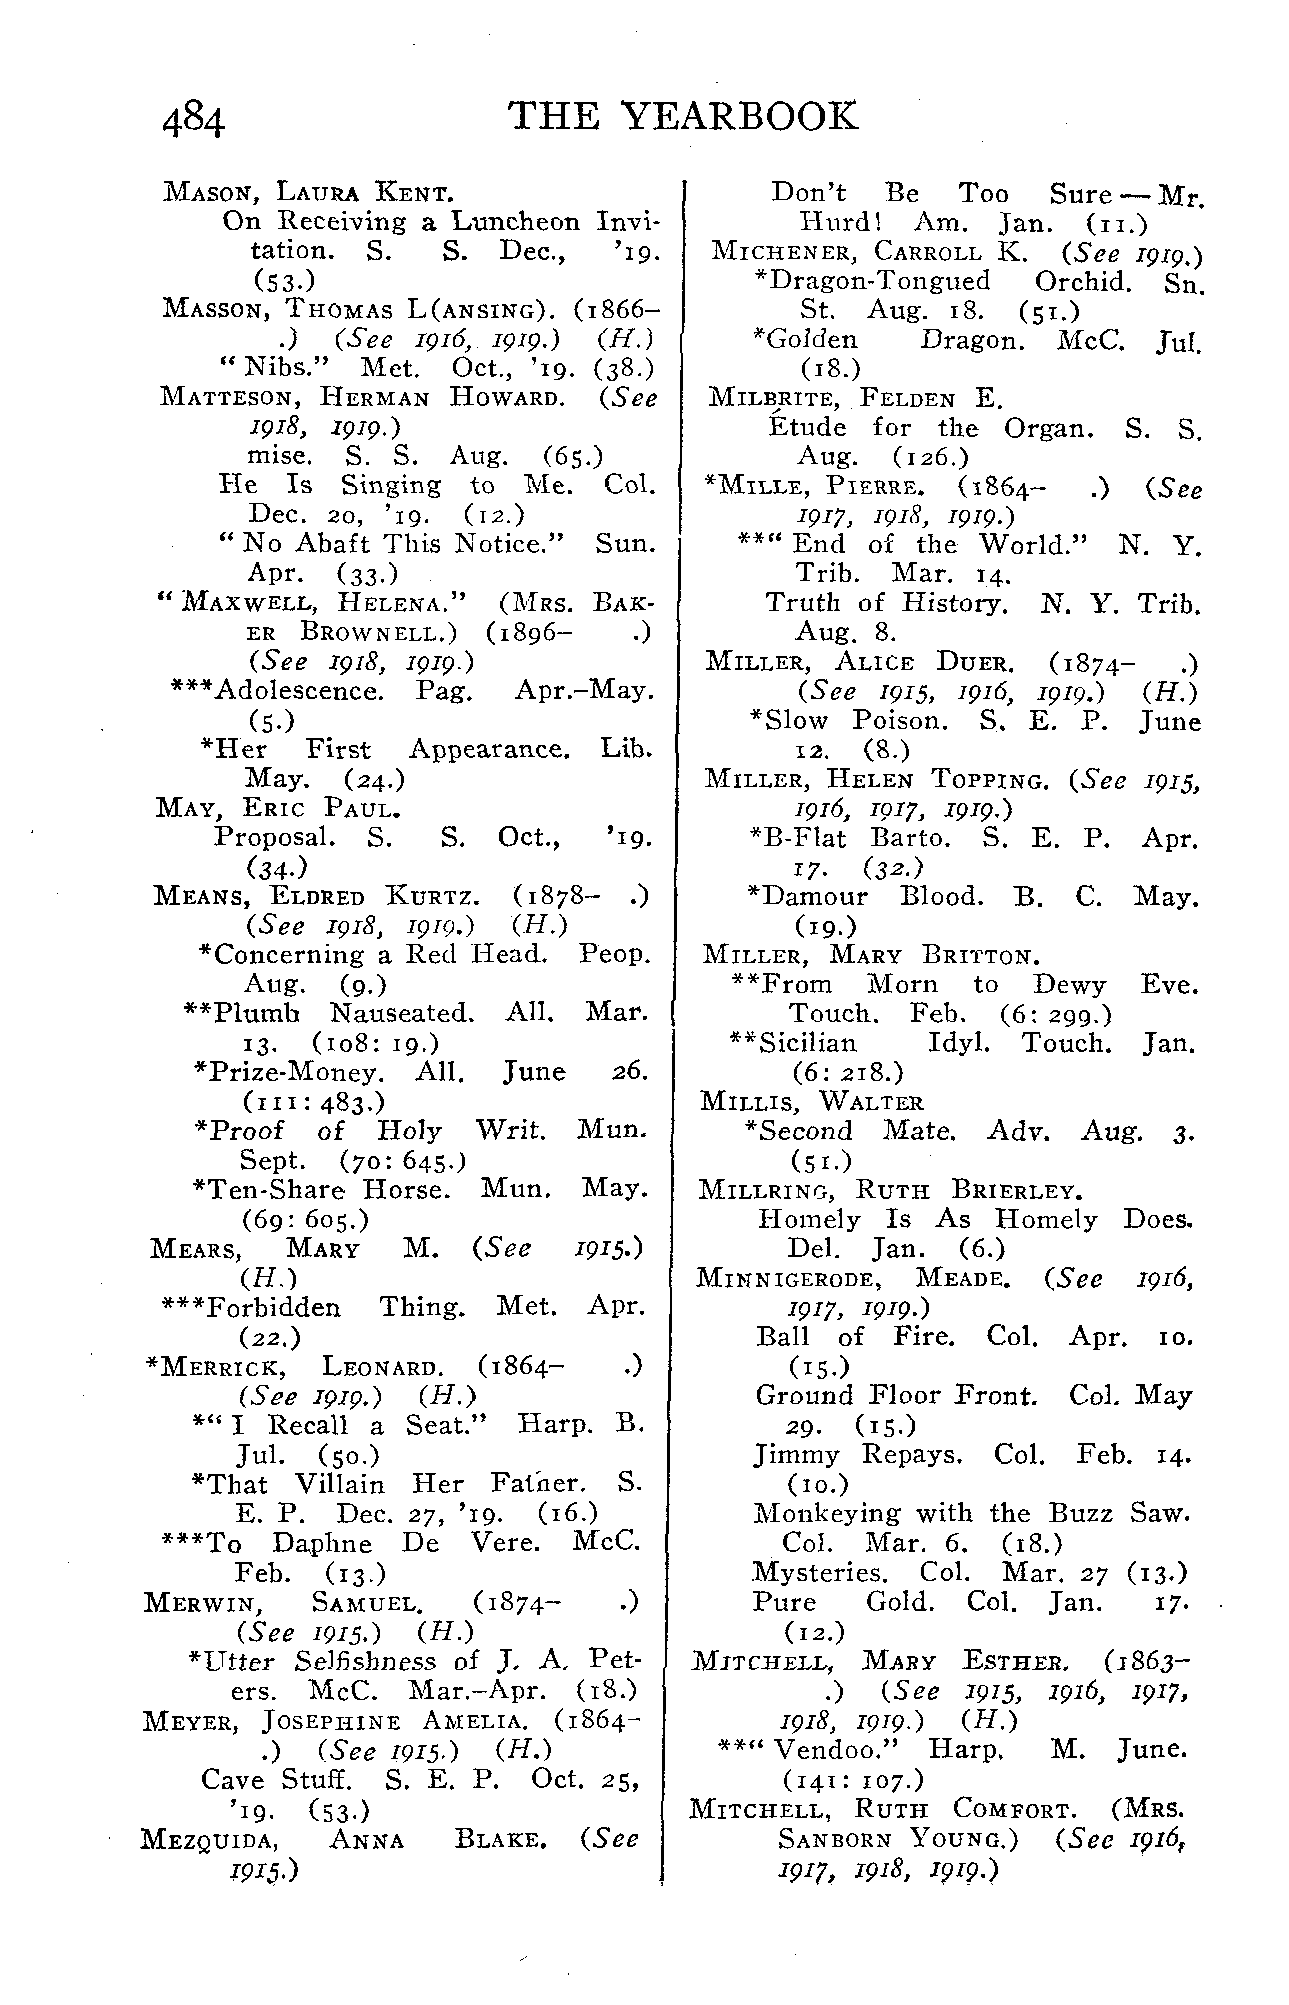 484 THE YEARBOOK
MASON, LAURA KENT.
On Receiving a Luncheon Invi-
tation. S. S. Dec., '19.
(53.)
MASSON, THOMAS L(ANSING). (1866–
.) (See 1916, 1919.) (H.)
“Nibs.” Met. Oct., '19. (38.)
MATTESON, HERMAN HOWARD. (See
1918, 1919.)
mise. S. S. Aug. (65.)
He Is Singing to Me. Col.
Dec. 20, '19. (12.)
“No Abaft This Notice.” Sun.
Apr. (33.)
“MAXWELL, HELENA.” (MRS. BAK-
ER BROWNELL.) (1896– .)
(See 1918, 1919.)
***Adolescence. Pag. Apr.–May.
(5.)
*Her First Appearance. Lib.
May. (24.)
MAY, ERIC PAUL.
Proposal. S. S. Oct., '19.
(34.)
MEANS, ELDRED KURTZ. (1878– .)
(See 1918, 1919.) (H.)
*Concerning a Red Head. Peop.
Aug. (9.)
**Plumb Nauseated. All. Mar.
13. (108: 19.)
*Prize-Money. All. June 26.
(111: 483.)
*Proof of Holy Writ. Mun.
Sept. (70: 645.)
*Ten-Share Horse. Mun. May.
(69: 605.)
MEARS, MARY M. (See 1915.)
(H.)
***Forbidden Thing. Met. Apr.
(22.)
*MERRICK, LEONARD. (1864– .)
(See 1919.) (H.)
*“I Recall a Seat.” Harp. B.
Jul. (50.)
*That Villain Her Father. S.
E. P. Dec. 27, '19. (16.)
***To Daphne De Vere. McC.
Feb. (13.)
MERWIN, SAMUEL. (1874– .)
(See 1915.) (H.)
*Utter Selfishness of J. A. Pet-
ers. McC. Mar.–Apr. (18.)
MEYER, JOSEPHINE AMELIA. (1864–
.) (See 1915.) (H.)
Cave Stuff. S. E. P. Oct. 25,
'19. (53.)
MEZQUIDA, ANNA BLAKE. (See
1915.)
Don't Be Too Sure — Mr.
Hurd! Am. Jan. (11.)
MICHENER, CARROLL K. (See 1919.)
*Dragon-Tongued Orchid. Sn.
St. Aug. 18. (51.)
*Golden Dragon. McC. Jul.
(18.)
MILBRITE, FELDEN E.
Étude for the Organ. S. S.
Aug. (126.)
*MILLE, PIERRE. (1864– .) (See
1917, 1918, 1919.)
**“End of the World.” N. Y.
Trib. Mar. 14.
Truth of History. N. Y. Trib.
Aug. 8.
MILLER, ALICE DUER. (1874– .)
(See 1915, 1916, 1919.) (H.)
*Slow Poison. S. E. P. June
12. (8.)
MILLER, HELEN TOPPING. (See 1915,
1916, 1917, 1919.)
*B-Flat Barto. S. E. P. Apr.
17. (32.)
*Damour Blood. B. C. May.
(19.)
MILLER, MARY BRITTON.
**From Morn to Dewy Eve.
Touch. Feb. (6: 299.)
**Sicilian Idyl. Touch. Jan.
(6: 218.)
MILLIS, WALTER
*Second Mate. Adv. Aug. 3.
(51.)
MILLRING, RUTH BRIERLEY.
Homely Is As Homely Does.
Del. Jan. (6.)
MINNIGERODE, MEADE. (See 1916,
1917, 1919.)
Ball of Fire. Col. Apr. 10.
(15.)
Ground Floor Front. Col. May
29. (15.)
Jimmy Repays. Col. Feb. 14.
(10.)
Monkeying with the Buzz Saw.
Col. Mar. 6. (18.)
Mysteries. Col. Mar. 27 (13.)
Pure Gold. Col. Jan. 17.
(12.)
MITCHELL, MARY ESTHER. (1863–
.) (See 1915, 1916, 1917,
1918, 1919.) (H.)
**“Vendoo.” Harp. M. June.
(141: 107.)
MITCHELL, RUTH COMFORT. (MRS.
SANBORN YOUNG.) (See 1916,
1917, 1918, 1919.)